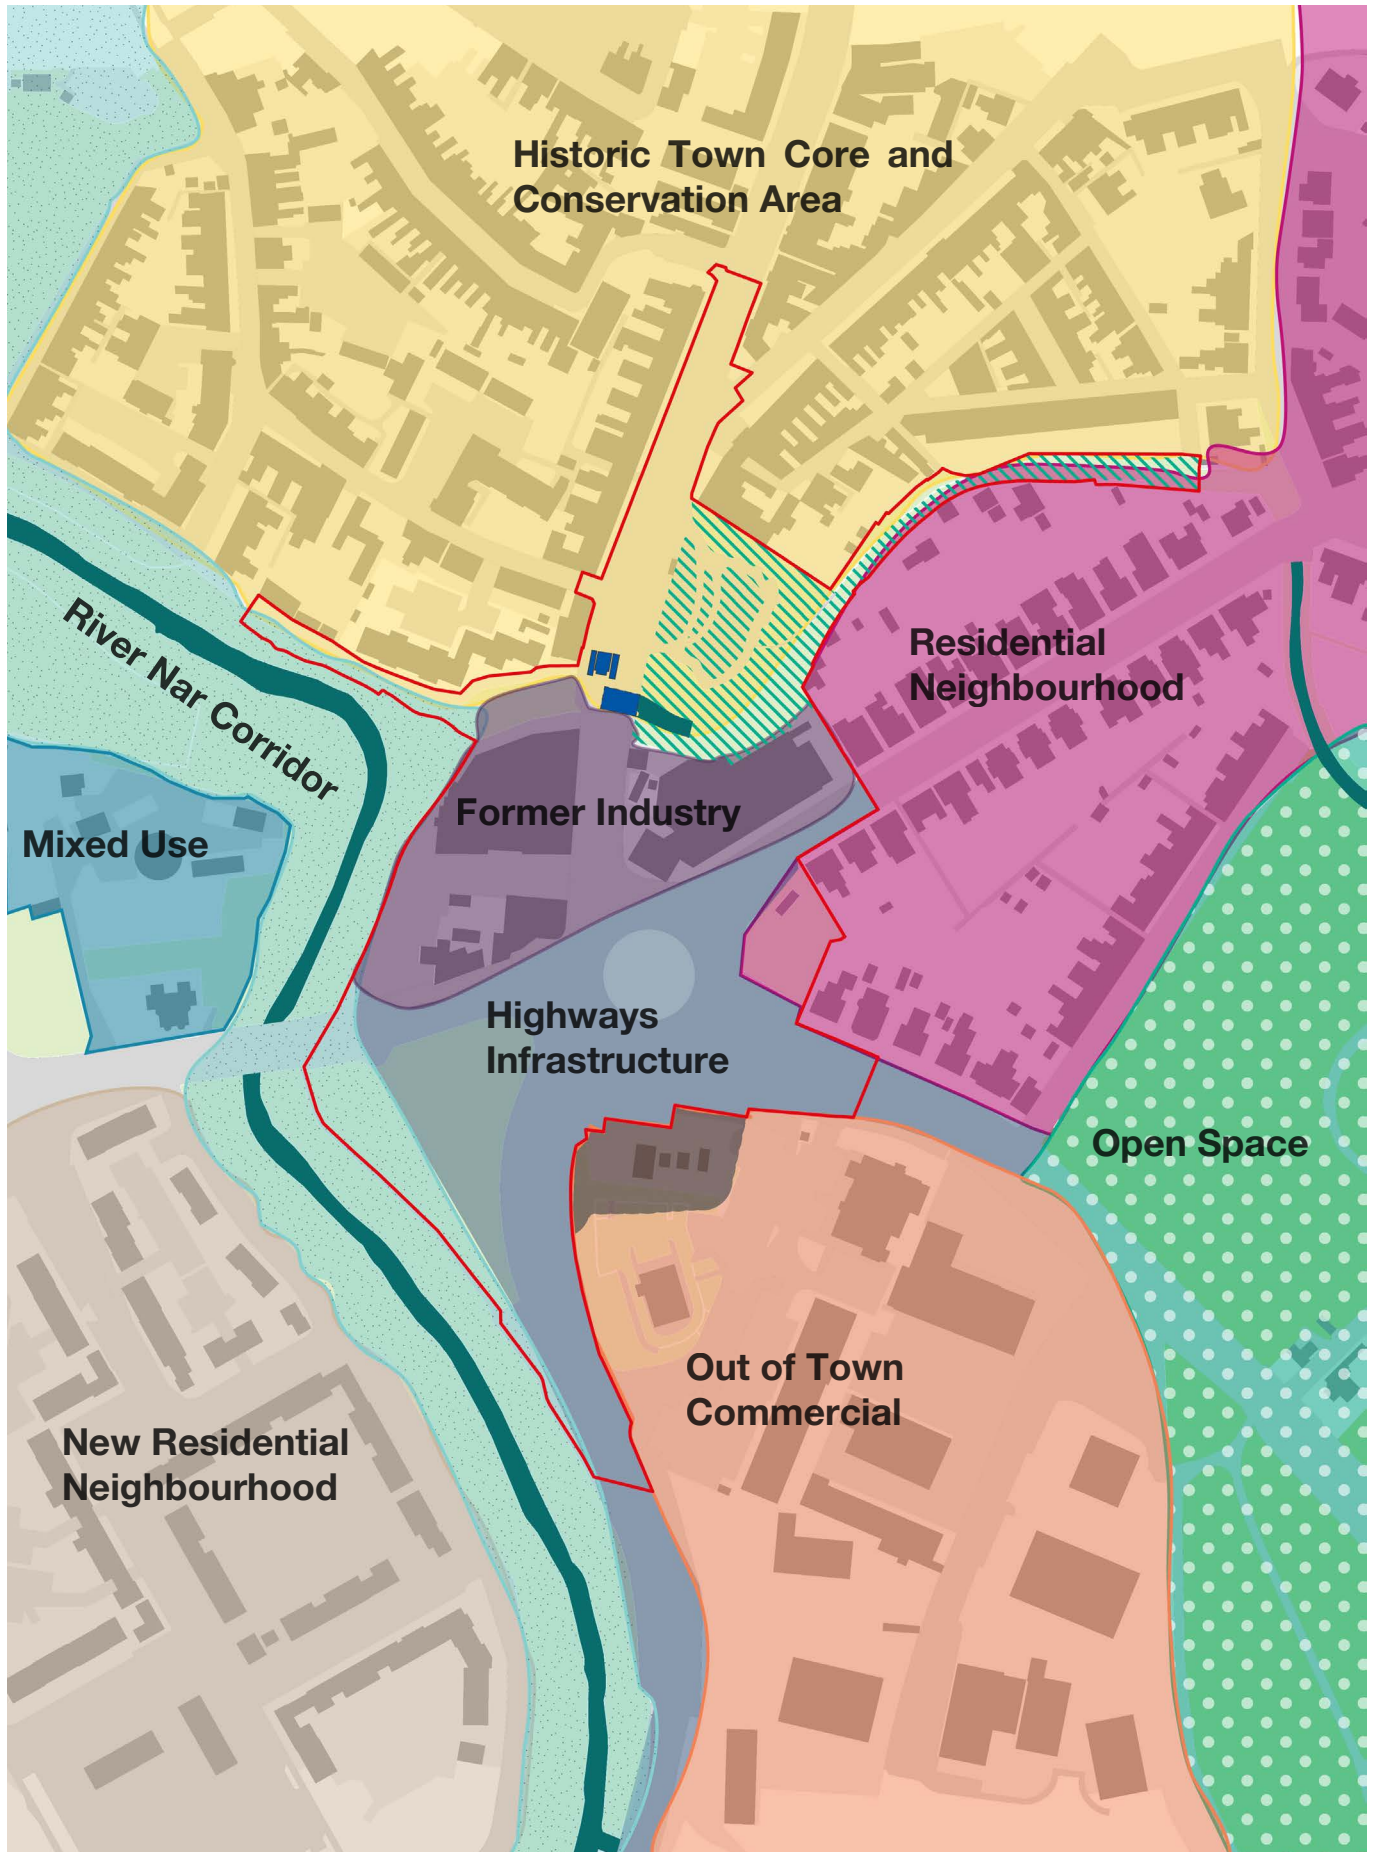 Historic Town Core and
Conservation Area
River Nar Corridor
Residential
Neighbourhood
Mixed Use
Former Industry
Highways
Infrastructure
Open Space
Out of Town
Commercial
New Residential
Neighbourhood